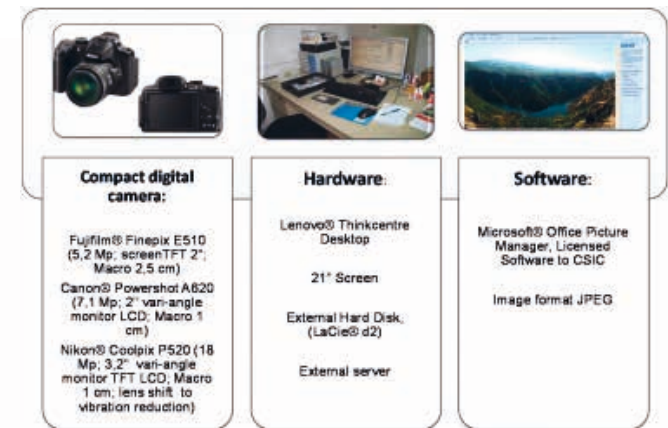 Compact digital
camera:
Fujifilm® Finepix E510
(5,2 Mp; screenTFT 2";
Macro 2,5 cm)
Canon® Powershot A620
(7,1 Mp; 2" vari-angle
monitor LCD; Macro 1
cm)
Nikon® Coolpix P520 (18
Mp; 3,2" vari-angle
monitor TFT LCD; Macro
1 cm; lens shift to
vibration reduction)
Hardware:
Lenovo® Thinkcentre
Desktop
21" Screen
External Hard Disk,
(LaCie® d2)
External server
Software:
Microsoft® Office Picture
Manager, Licensed
Software to CSIC
Image format JPEG